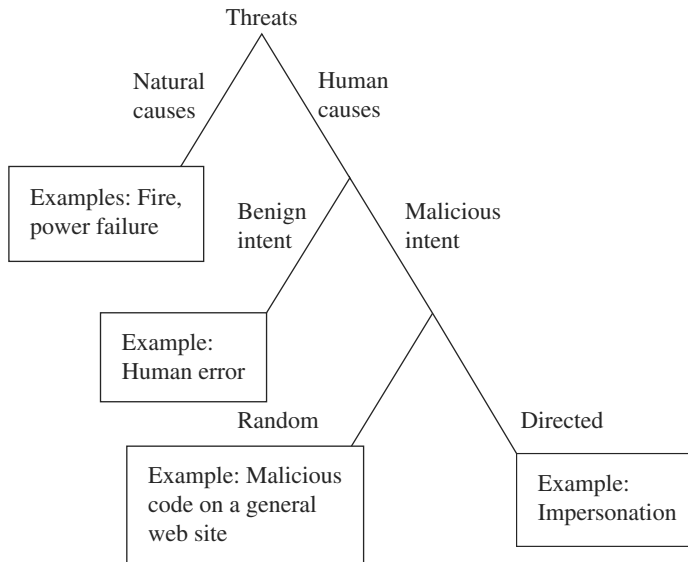 Threats
Natural
causes
Human
causes
Examples: Fire,
power failure
Benign
intent
Malicious
intent
Example:
Human error
Random
Directed
Example: Malicious
code on a general
web site
Example:
Impersonation